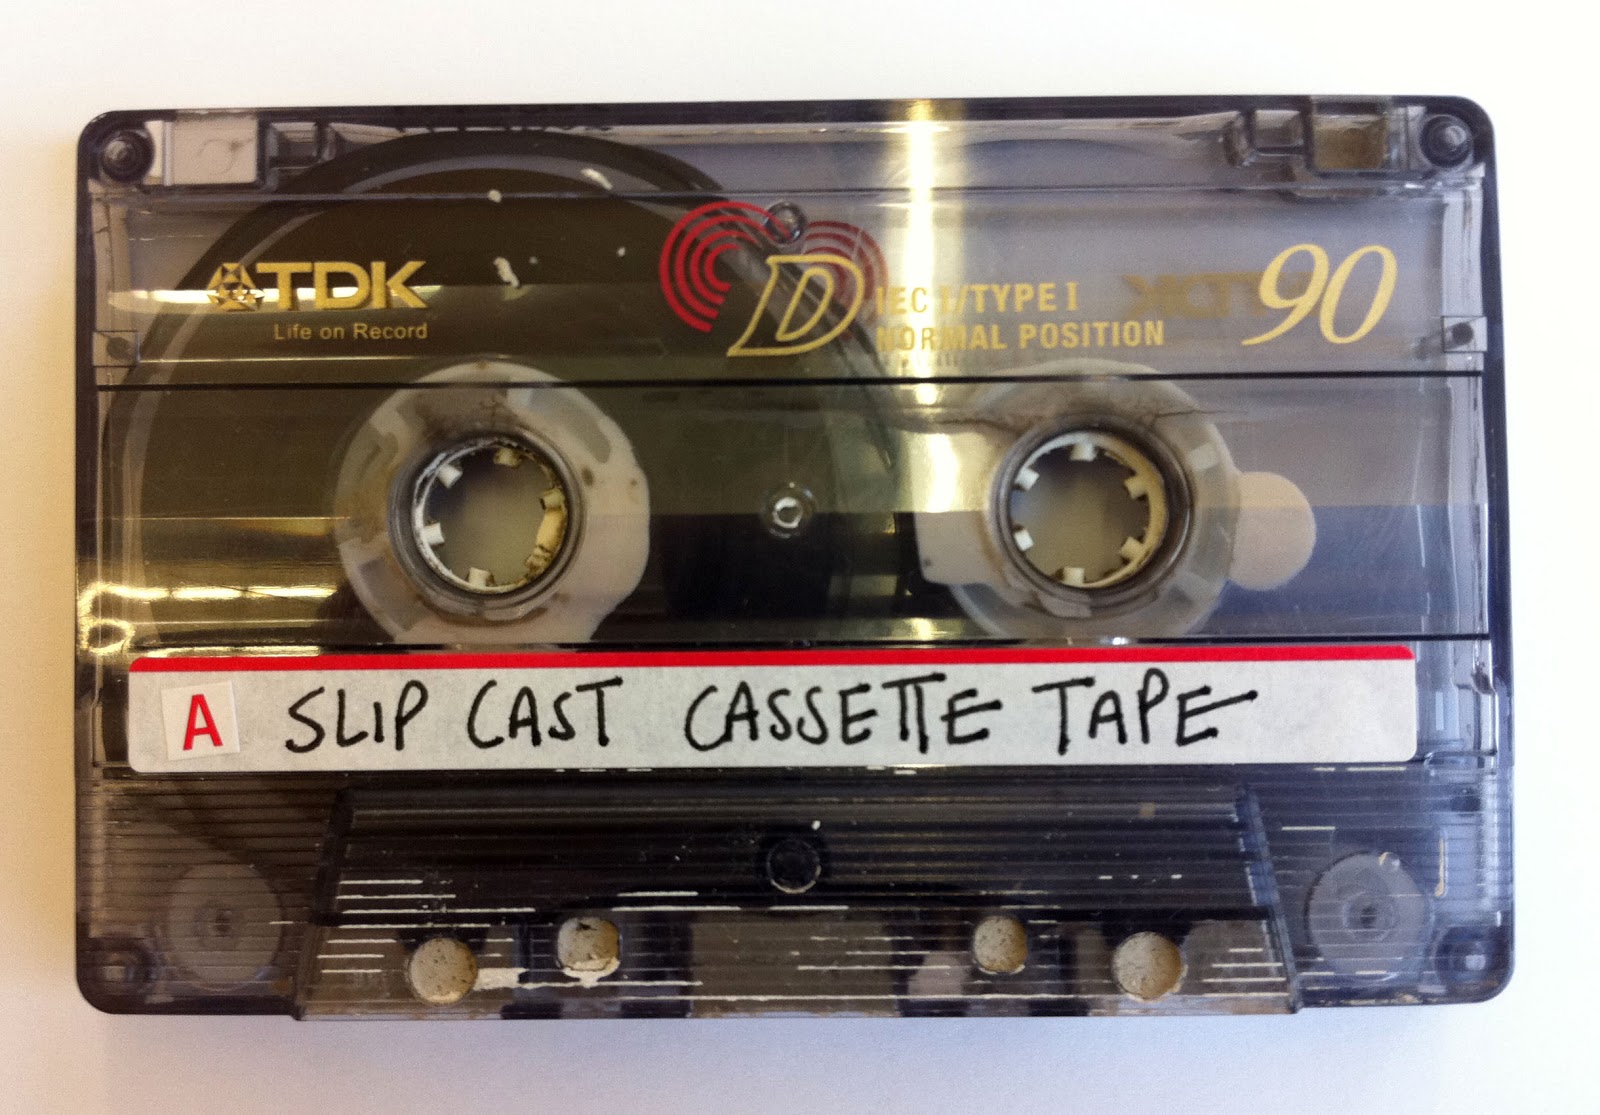 TDK
Life on Record
D
IEC I/TYPE I
NORMAL POSITION
90
A SLIP CAST CASSETTE TAPE